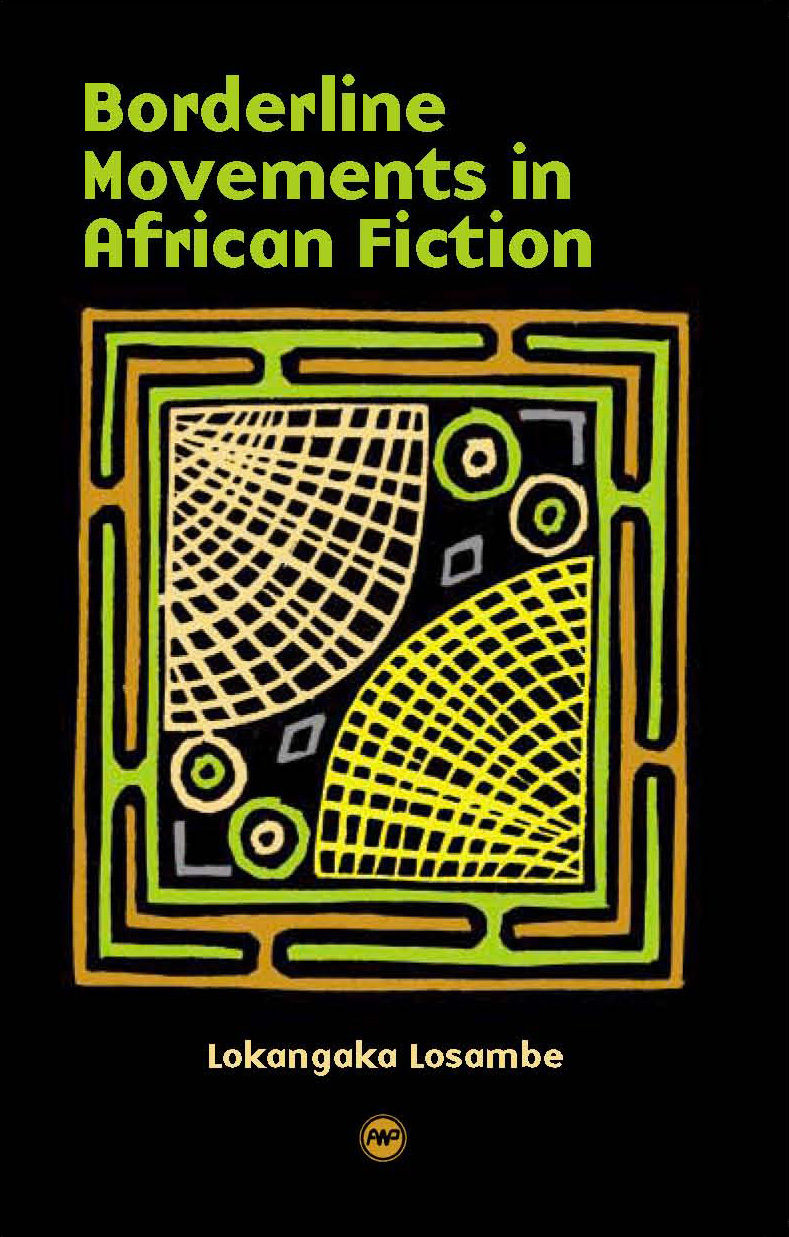 Borderline
Movements in
African Fiction
Lokangaka Losambe
AWP